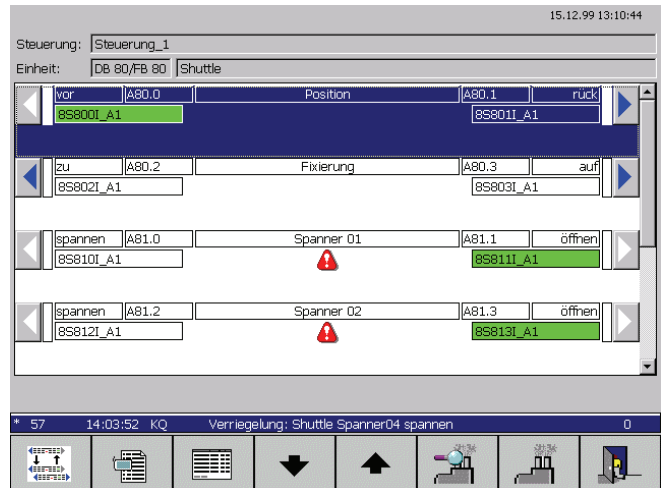 15.12.99 13:10:44
Steuerung: Steuerung_1
Einheit: DB 80/FB 80 Shuttle
vor A80.0 Position A80.1 rück
8S800I_A1 8S801I_A1
zu A80.2 Fixierung A80.3 auf
8S802I_A1 8S803I_A1
spannen A81.0 Spanner 01 A81.1 öffnen
8S810I_A1 8S811I_A1
spannen A81.2 Spanner 02 A81.3 öffnen
8S812I_A1 8S813I_A1
* 57 14:03:52 KQ Verriegelung: Shuttle Spanner04 spannen 0